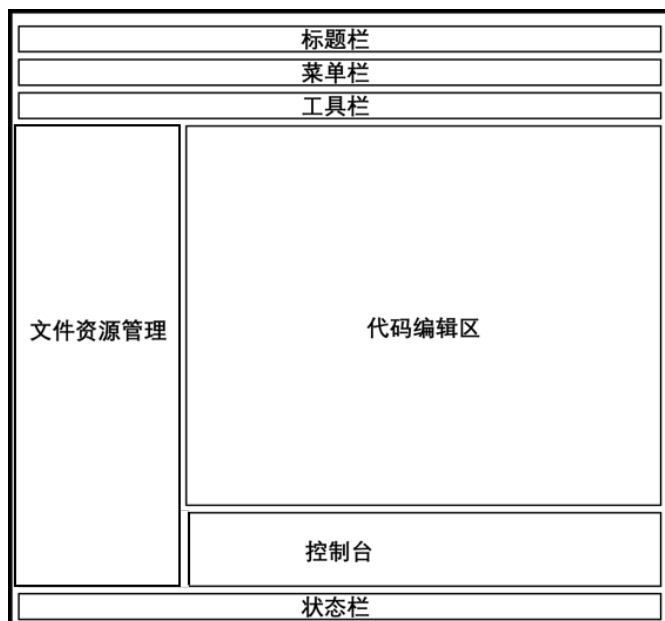 标题栏
菜单栏
工具栏
文件资源管理
代码编辑区
控制台
状态栏